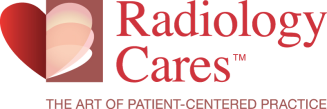 Radiology
Cares™
THE ART OF PATIENT-CENTERED PRACTICE